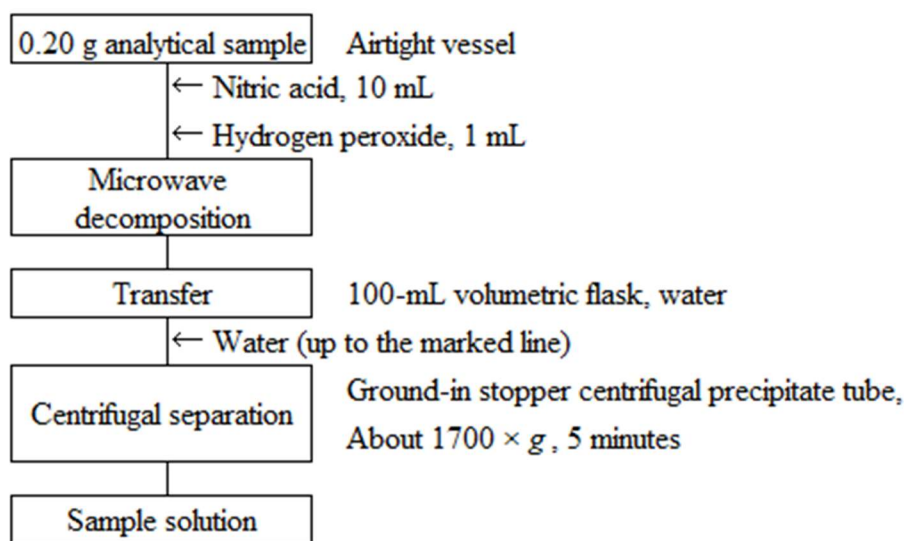 0.20 g analytical sample Airtight vessel
← Nitric acid, 10 mL
← Hydrogen peroxide, 1 mL
Microwave
decomposition
Transfer 100-mL volumetric flask, water
← Water (up to the marked line)
Centrifugal separation
Ground-in stopper centrifugal precipitate tube,
About 1700 × g , 5 minutes
Sample solution